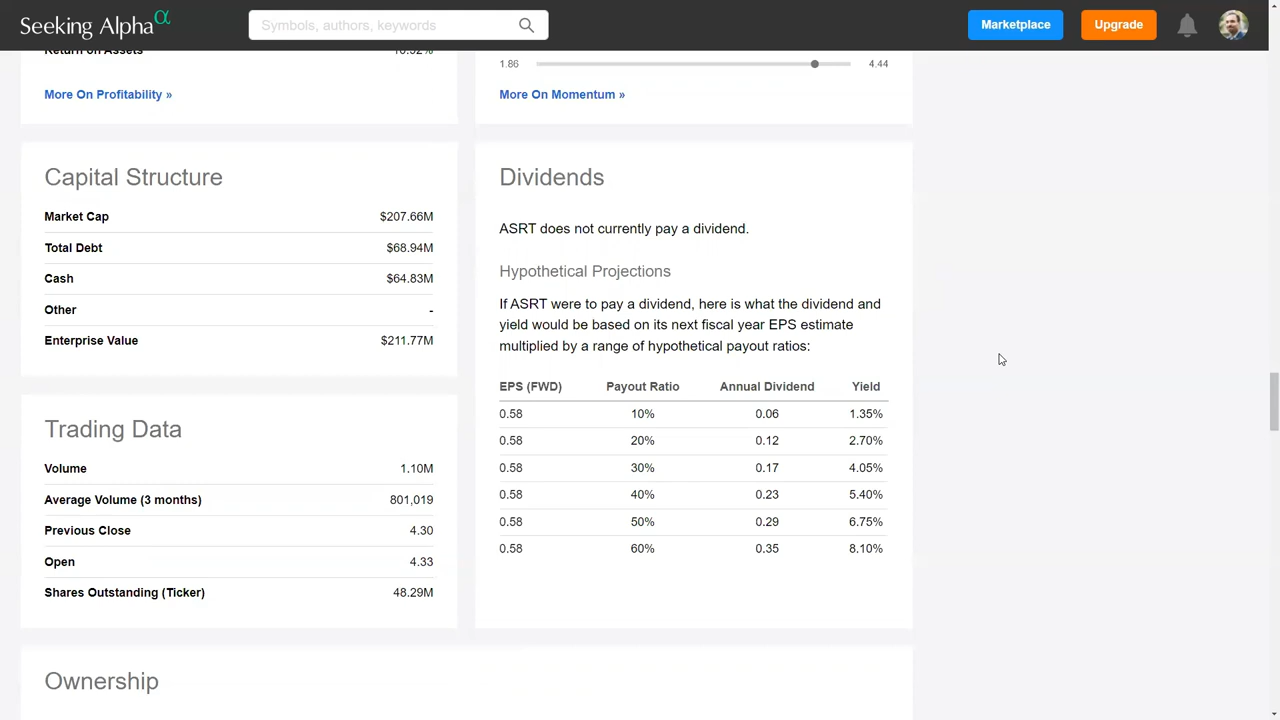 Seeking Alpha α
Symbols, authors, keywords
Marketplace
Upgrade
Return on Assets
1.86
4.44
More On Profitability »
More On Momentum »
Capital Structure
Market Cap $207.66M
Total Debt $68.94M
Cash $64.83M
Other -
Enterprise Value $211.77M
Trading Data
Volume 1.10M
Average Volume (3 months) 801,019
Previous Close 4.30
Open 4.33
Shares Outstanding (Ticker) 48.29M
Dividends
ASRT does not currently pay a dividend.
Hypothetical Projections
If ASRT were to pay a dividend, here is what the dividend and
yield would be based on its next fiscal year EPS estimate
multiplied by a range of hypothetical payout ratios:
EPS (FWD) Payout Ratio Annual Dividend Yield
0.58 10% 0.06 1.35%
0.58 20% 0.12 2.70%
0.58 30% 0.17 4.05%
0.58 40% 0.23 5.40%
0.58 50% 0.29 6.75%
0.58 60% 0.35 8.10%
Ownership